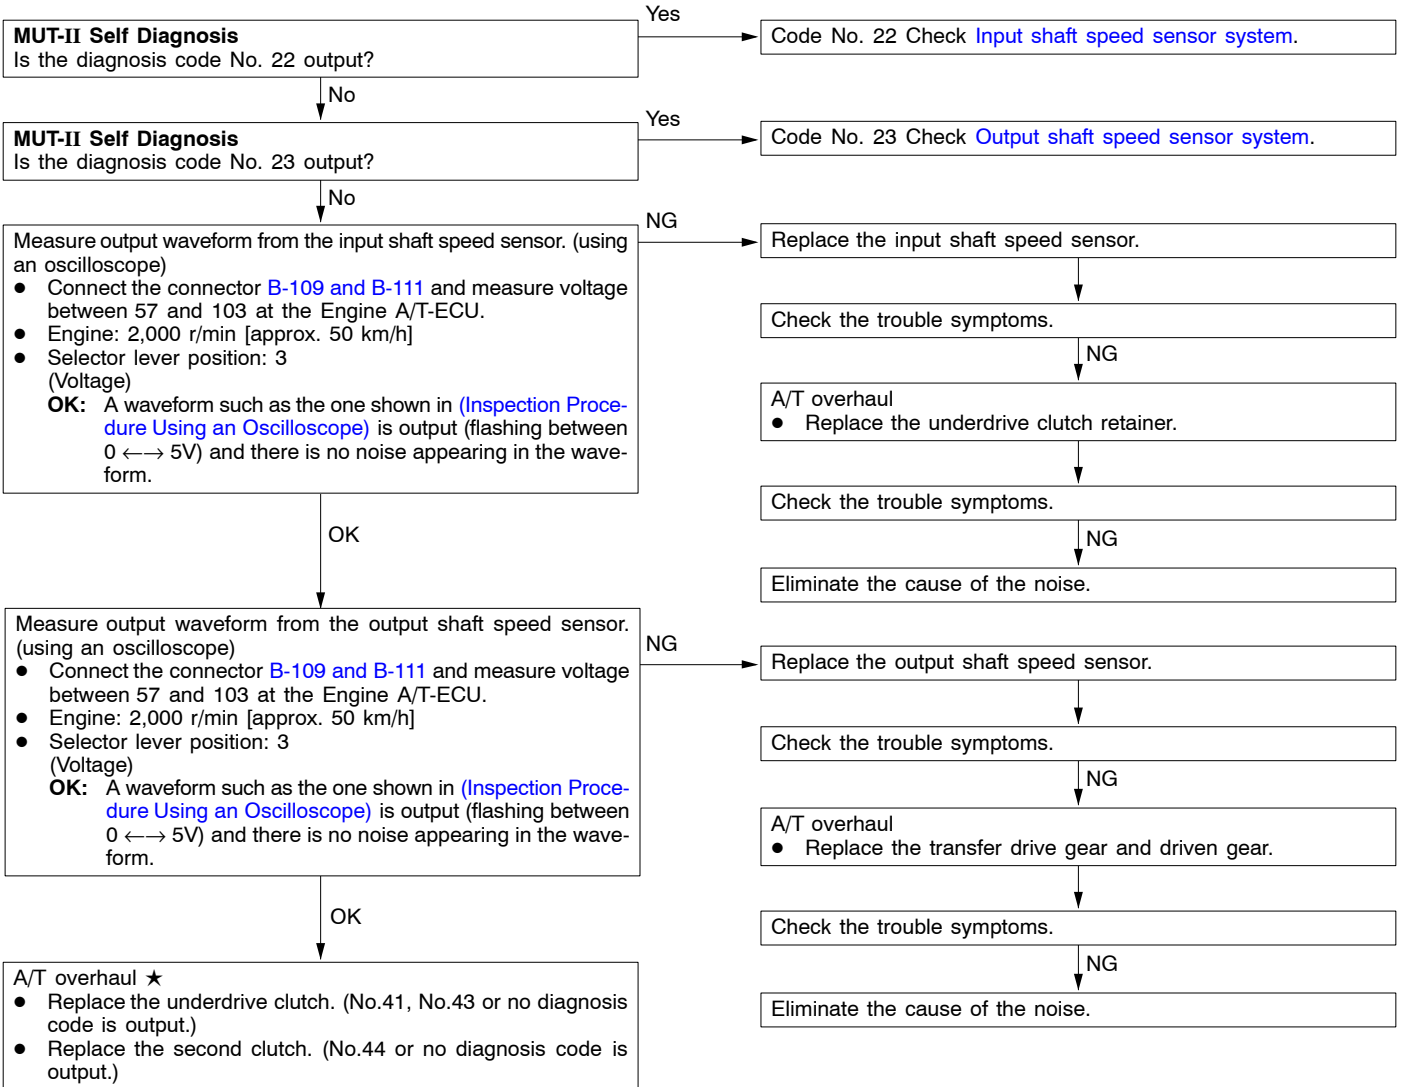 MUT-II Self Diagnosis
Is the diagnosis code No. 22 output?
Yes
Code No. 22 Check Input shaft speed sensor system.
No
MUT-II Self Diagnosis
Is the diagnosis code No. 23 output?
Yes
Code No. 23 Check Output shaft speed sensor system.
No
Measure output waveform from the input shaft speed sensor. (using
an oscilloscope)
● Connect the connector B-109 and B-111 and measure voltage
between 57 and 103 at the Engine A/T-ECU.
● Engine: 2,000 r/min [approx. 50 km/h]
● Selector lever position: 3
(Voltage)
OK: A waveform such as the one shown in (Inspection Proce-
dure Using an Oscilloscope) is output (flashing between
0 ←→ 5V) and there is no noise appearing in the wave-
form.
NG
Replace the input shaft speed sensor.
Check the trouble symptoms.
NG
A/T overhaul
● Replace the underdrive clutch retainer.
Check the trouble symptoms.
NG
Eliminate the cause of the noise.
OK
Measure output waveform from the output shaft speed sensor.
(using an oscilloscope)
● Connect the connector B-109 and B-111 and measure voltage
between 57 and 103 at the Engine A/T-ECU.
● Engine: 2,000 r/min [approx. 50 km/h]
● Selector lever position: 3
(Voltage)
OK: A waveform such as the one shown in (Inspection Proce-
dure Using an Oscilloscope) is output (flashing between
0 ←→ 5V) and there is no noise appearing in the wave-
form.
NG
Replace the output shaft speed sensor.
Check the trouble symptoms.
NG
A/T overhaul
● Replace the transfer drive gear and driven gear.
Check the trouble symptoms.
NG
Eliminate the cause of the noise.
OK
A/T overhaul ★
● Replace the underdrive clutch. (No.41, No.43 or no diagnosis
code is output.)
● Replace the second clutch. (No.44 or no diagnosis code is
output.)